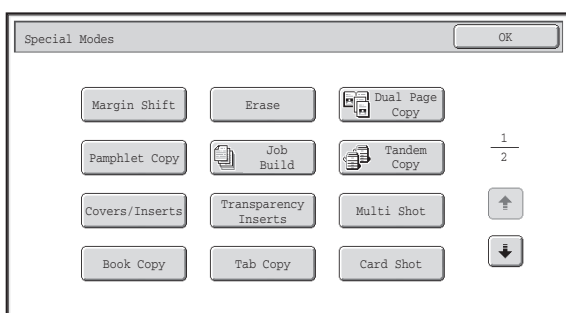 Special Modes
OK
Margin Shift
Erase
Dual Page
Copy
Pamphlet Copy
Job
Build
Tandem
Copy
1
2
Covers/Inserts
Transparency
Inserts
Multi Shot
Book Copy
Tab Copy
Card Shot